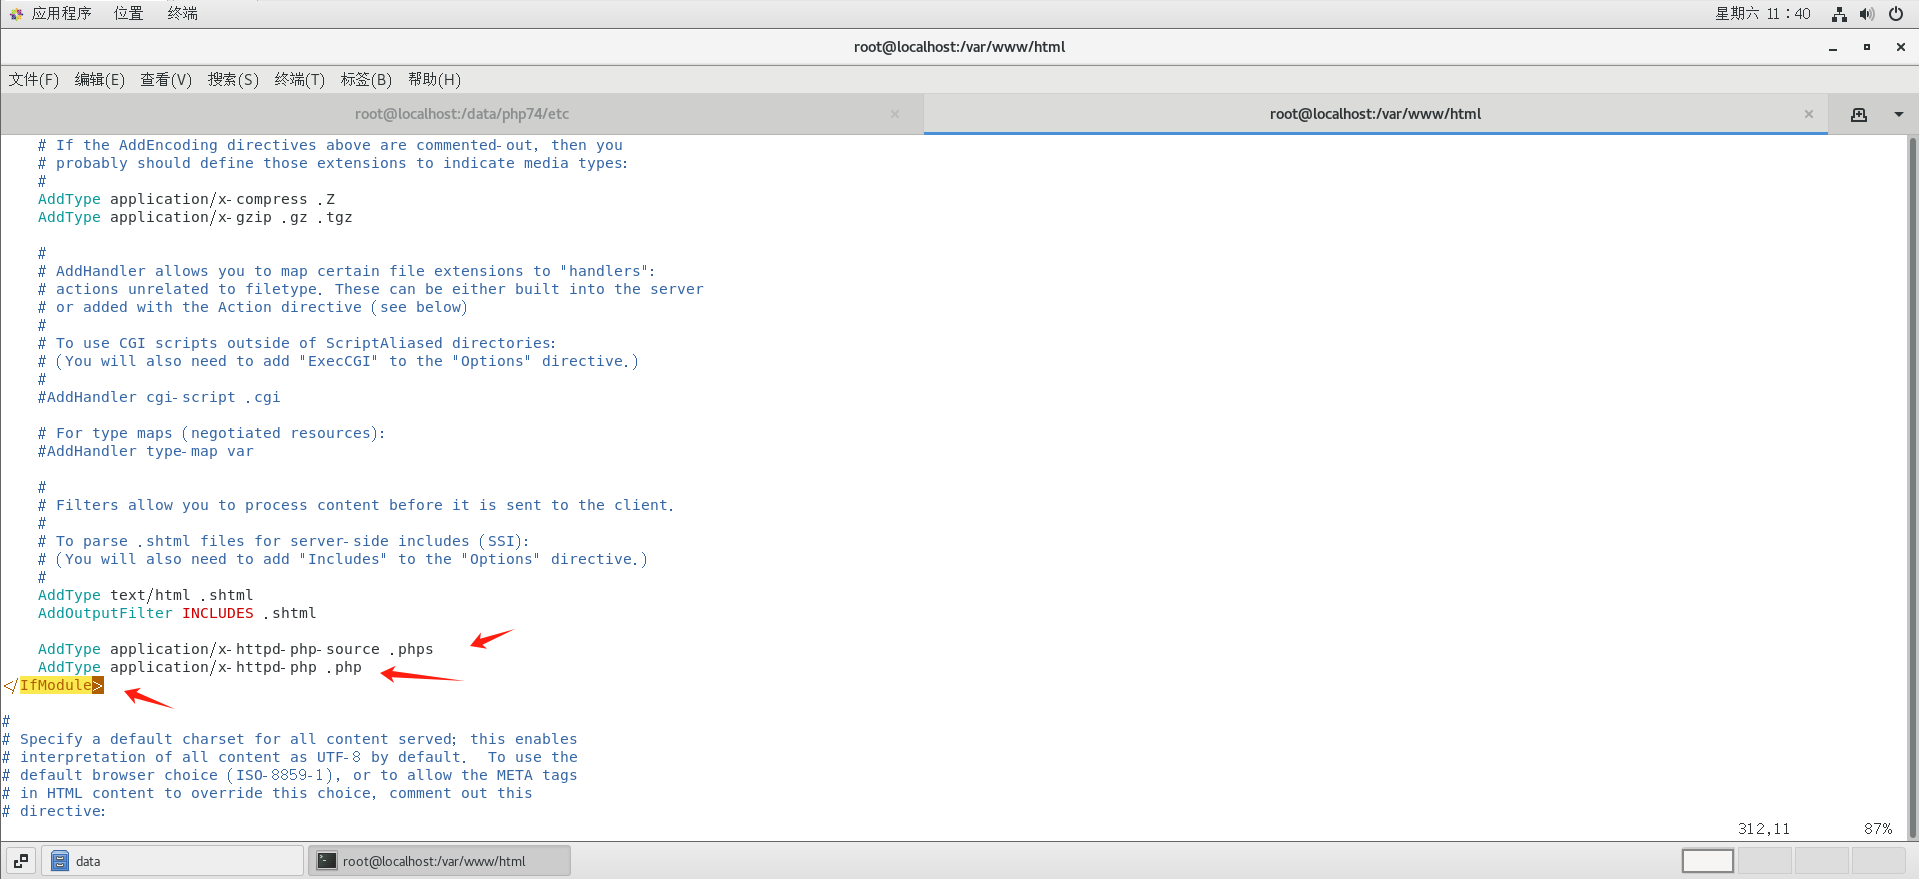 应用程序 位置 终端 星期六 11：40
root@localhost:/var/www/html
文件(F) 编辑(E) 查看(V) 搜索(S) 终端(T) 标签(B) 帮助(H)
root@localhost:/data/php74/etc root@localhost:/var/www/html
# If the AddEncoding directives above are commented-out, then you
# probably should define those extensions to indicate media types:
#
AddType application/x-compress .Z
AddType application/x-gzip .gz .tgz
#
# AddHandler allows you to map certain file extensions to "handlers":
# actions unrelated to filetype. These can be either built into the server
# or added with the Action directive (see below)
#
# To use CGI scripts outside of ScriptAliased directories:
# (You will also need to add "ExecCGI" to the "Options" directive.)
#
#AddHandler cgi-script .cgi
# For type maps (negotiated resources):
#AddHandler type-map var
#
# Filters allow you to process content before it is sent to the client.
#
# To parse .shtml files for server-side includes (SSI):
# (You will also need to add "Includes" to the "Options" directive.)
#
AddType text/html .shtml
AddOutputFilter INCLUDES .shtml
AddType application/x-httpd-php-source .phps
AddType application/x-httpd-php .php
</IfModule>
#
# Specify a default charset for all content served; this enables
# interpretation of all content as UTF-8 by default.  To use the
# default browser choice (ISO-8859-1), or to allow the META tags
# in HTML content to override this choice, comment out this
# directive:
312,11 87%
data root@localhost:/var/www/html